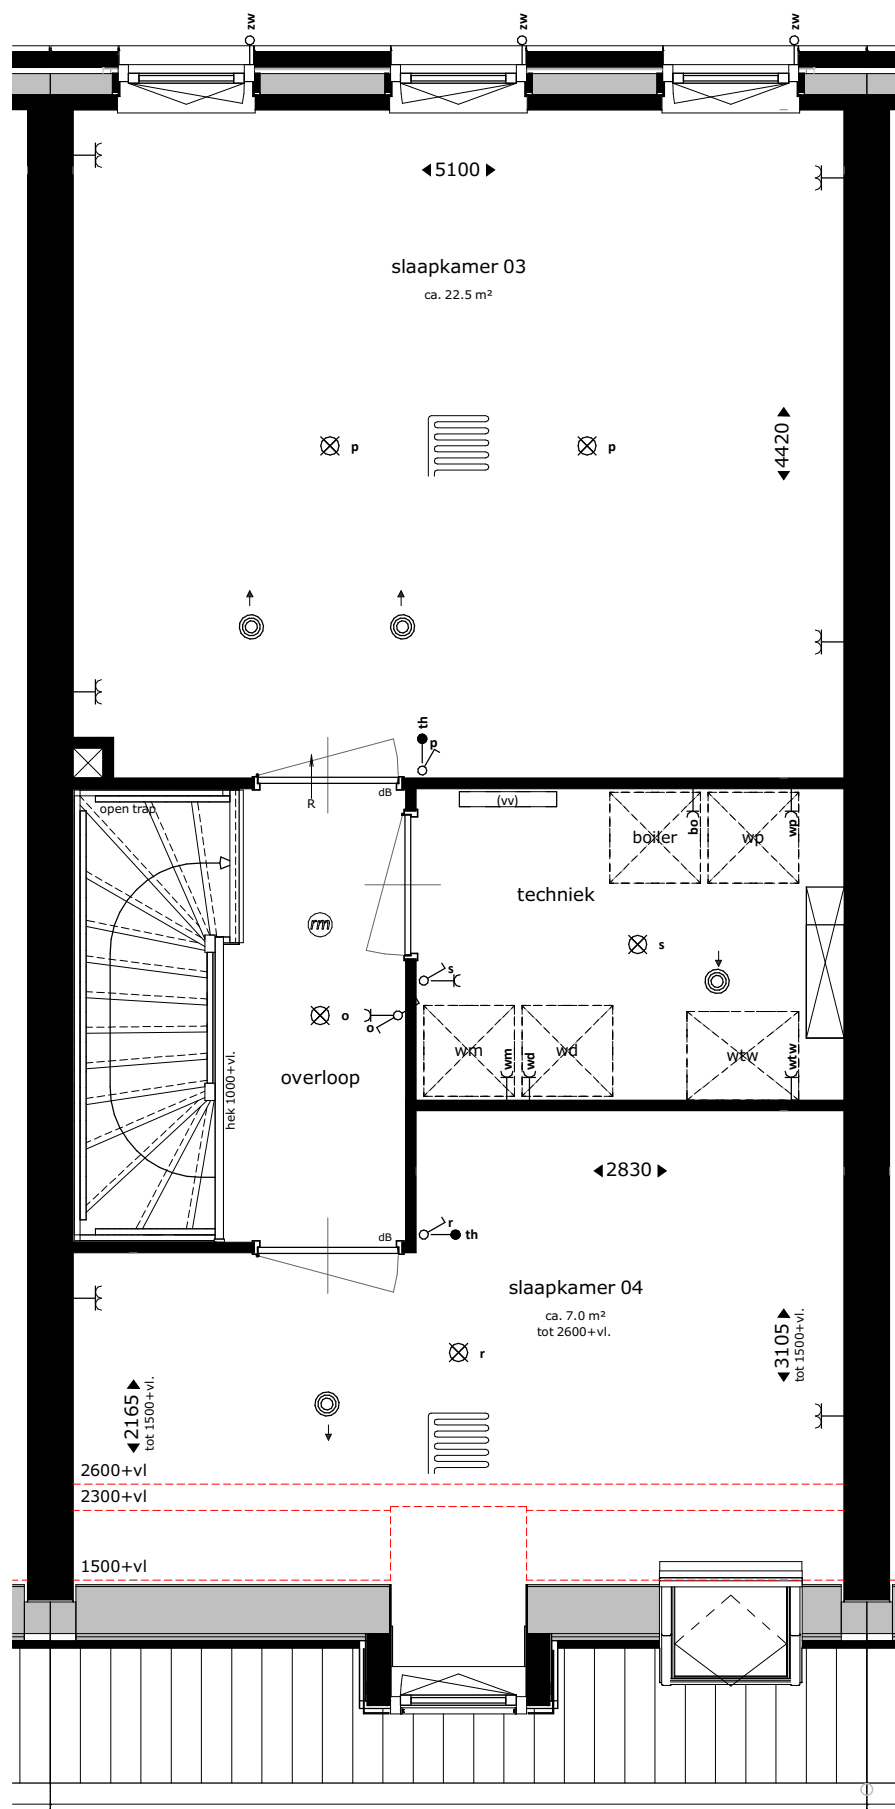 zw
zw
zw
5100
slaapkamer 03
ca. 22.5 m²
4420
p
p
th
p
R
dB
open trap
(vv)
boiler
bo
wp
wp
techniek
rm
s
s
o
o
hek 1000+vl.
overloop
wm
wm
wd
wd
wtw
wtw
2830
dB
r
th
slaapkamer 04
ca. 7.0 m²
tot 2600+vl.
3105
tot 1500+vl.
r
2165
tot 1500+vl.
2600+vl
2300+vl
1500+vl